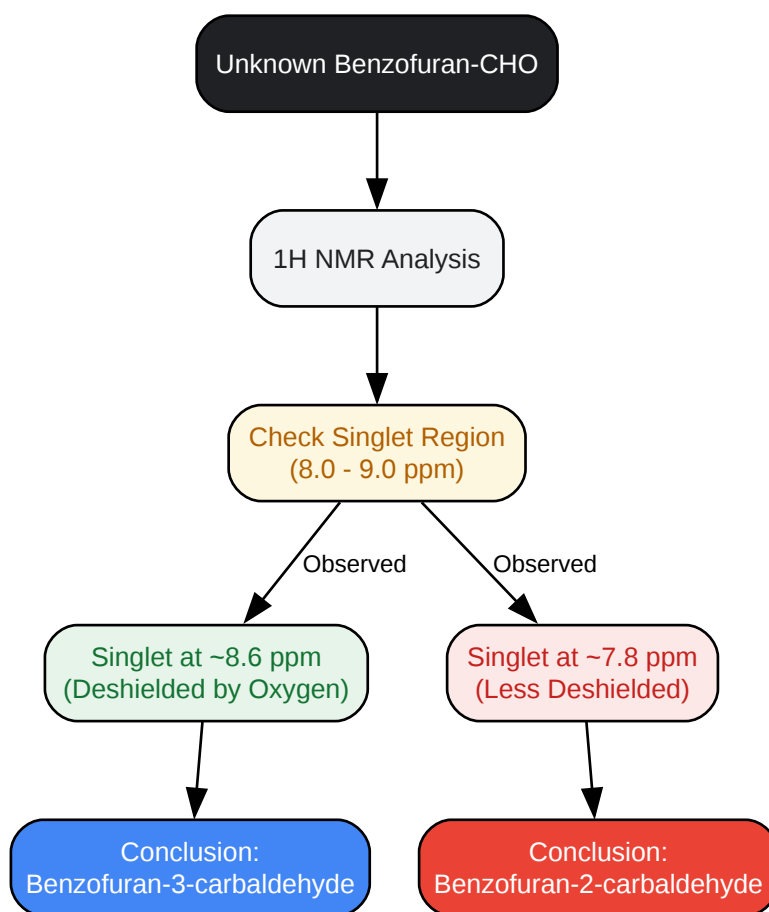 Unknown Benzofuran-CHO
1H NMR Analysis
Check Singlet Region
(8.0 - 9.0 ppm)
Observed
Observed
Singlet at ~8.6 ppm
(Deshielded by Oxygen)
Singlet at ~7.8 ppm
(Less Deshielded)
Conclusion:
Benzofuran-3-carbaldehyde
Conclusion:
Benzofuran-2-carbaldehyde